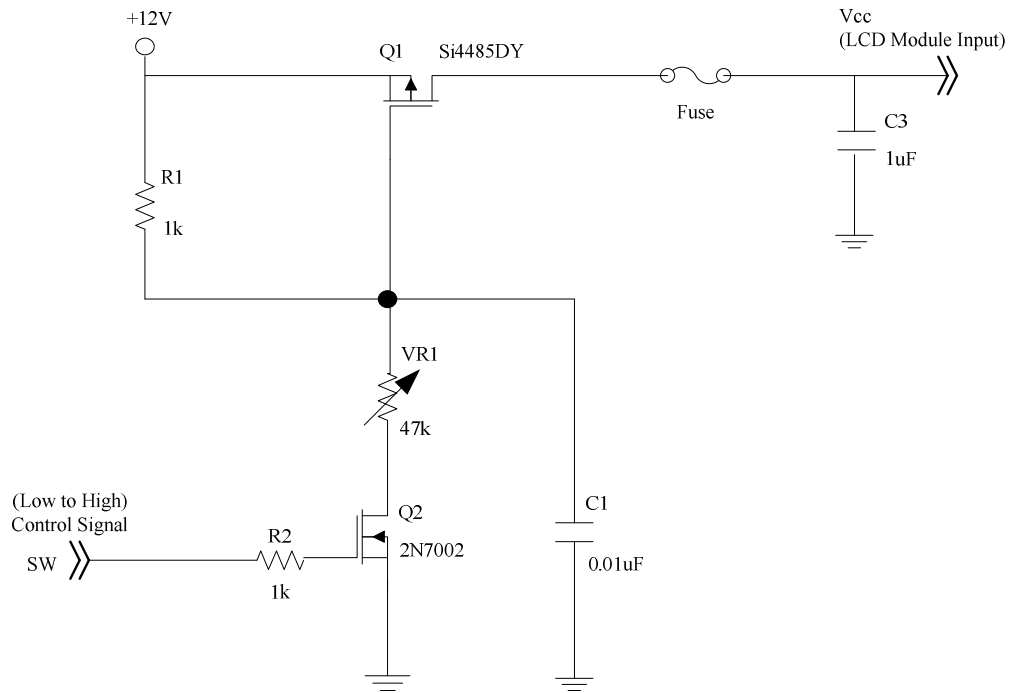 +12V
Q1
Si4485DY
Vcc
(LCD Module Input)
Fuse
C3
1uF
R1
1k
VR1
47k
(Low to High)
Control Signal
SW
R2
1k
Q2
2N7002
C1
0.01uF